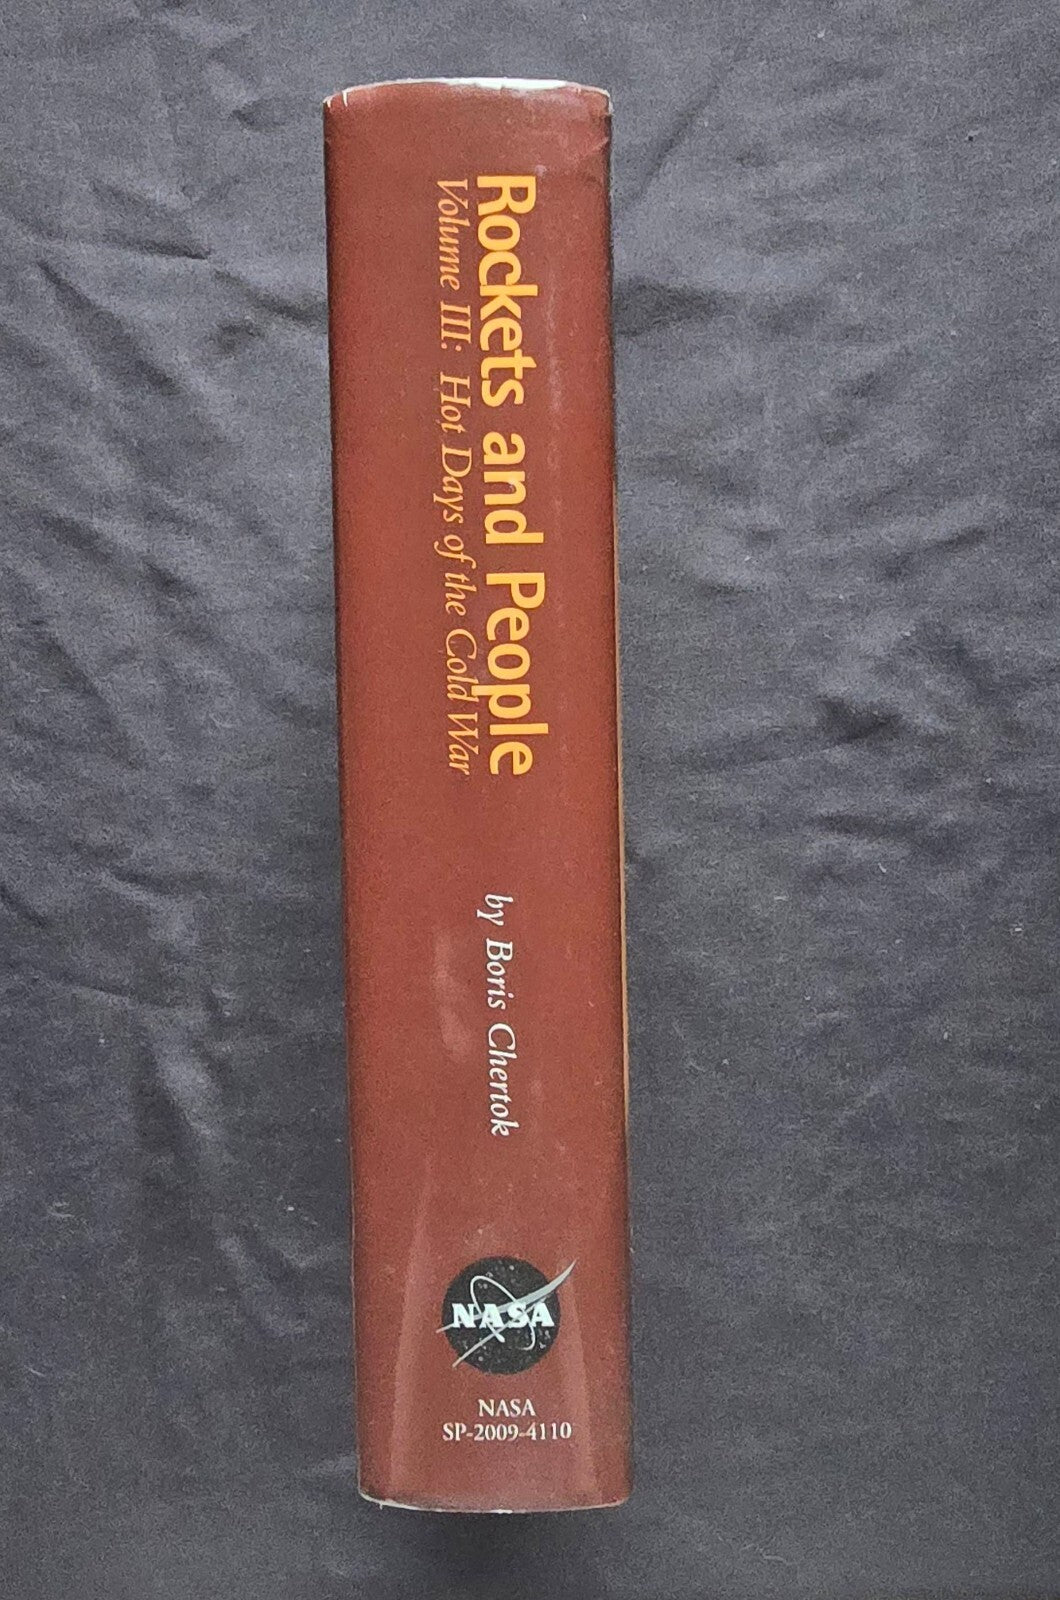 Rockets and People
Volume III: Hot Days of the Cold War
by Boris Chertok
NASA
NASA
SP-2009-4110